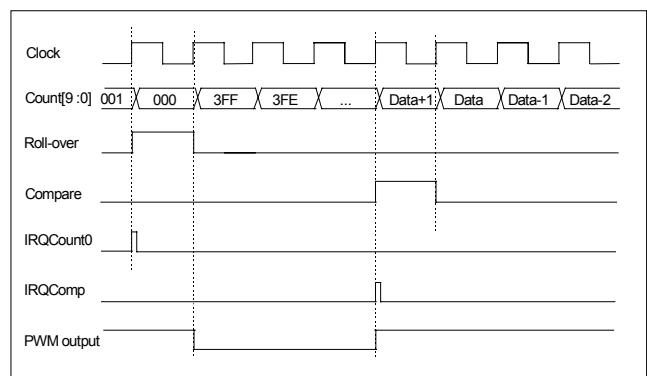 Clock
Count[9 :0] 001 000 3FF 3FE ... Data+1 Data Data-1 Data-2
Roll-over
Compare
IRQCount0
IRQComp
PWM output